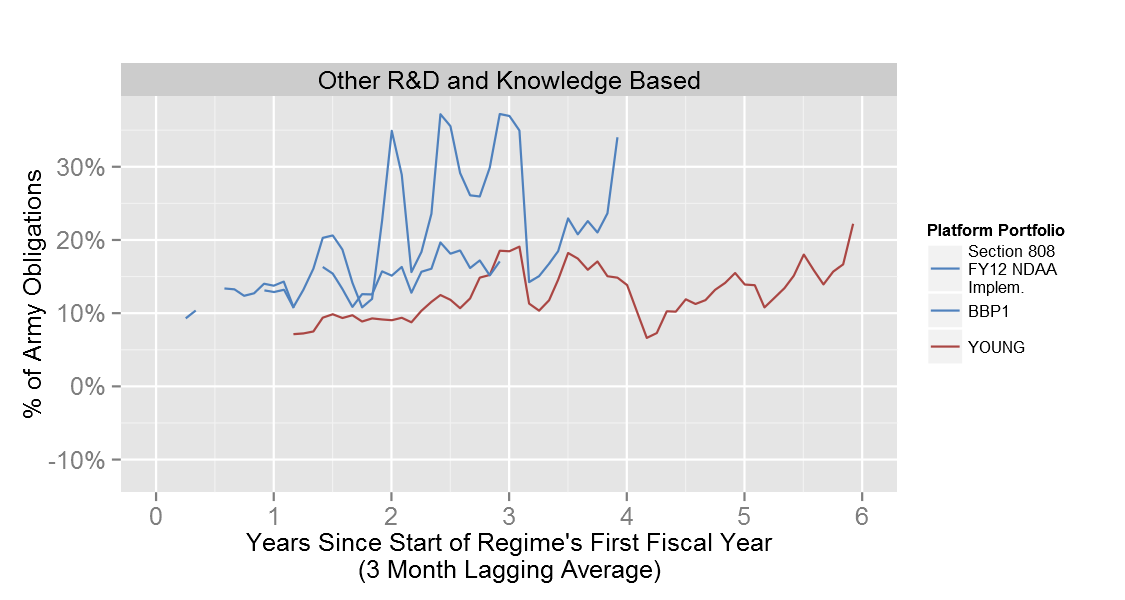 Other R&D and Knowledge Based
% of Army Obligations
30%
20%
10%
0%
-10%
0 1 2 3 4 5 6
Years Since Start of Regime's First Fiscal Year
(3 Month Lagging Average)
Platform Portfolio
Section 808
FY12 NDAA
Implem.
BBP1
YOUNG